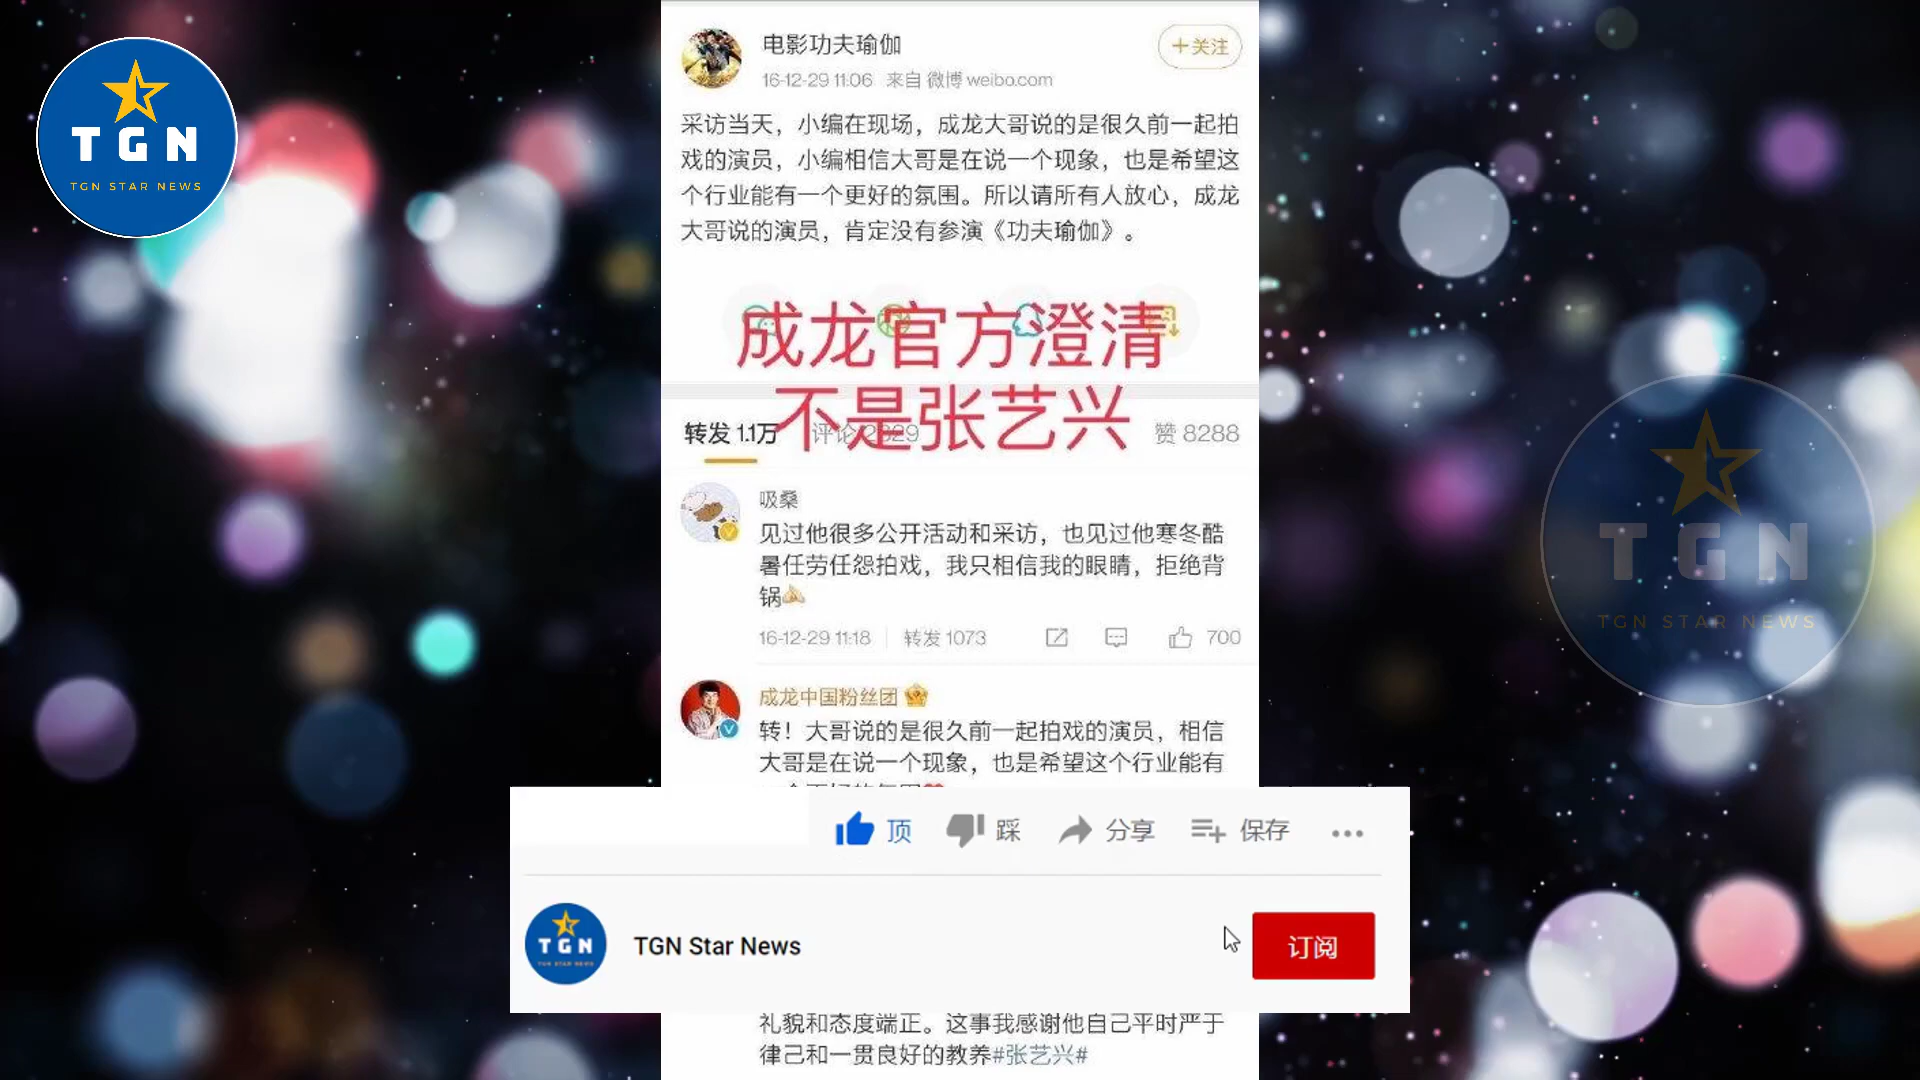 TGN
TGN STAR NEWS
电影功夫瑜伽
+关注
16-12-29 11:06 来自 微博 weibo.com
采访当天，小编在现场，成龙大哥说的是很久前一起拍
戏的演员，小编相信大哥是在说一个现象，也是希望这
个行业能有一个更好的氛围。所以请所有人放心，成龙
大哥说的演员，肯定没有参演《功夫瑜伽》。
成龙官方澄清
不是张艺兴
转发 1.1万 评论 2329 赞 8288
吸桑
见过他很多公开活动和采访，也见过他寒冬酷
暑任劳任怨拍戏，我只相信我的眼睛，拒绝背
锅
16-12-29 11:18 转发 1073 700
TGN
TGN STAR NEWS
成龙中国粉丝团
转！大哥说的是很久前一起拍戏的演员，相信
大哥是在说一个现象，也是希望这个行业能有
顶 踩 分享 保存
TGN
TGN Star News
订阅
礼貌和态度端正。这事我感谢他自己平时严于
律己和一贯良好的教养#张艺兴#